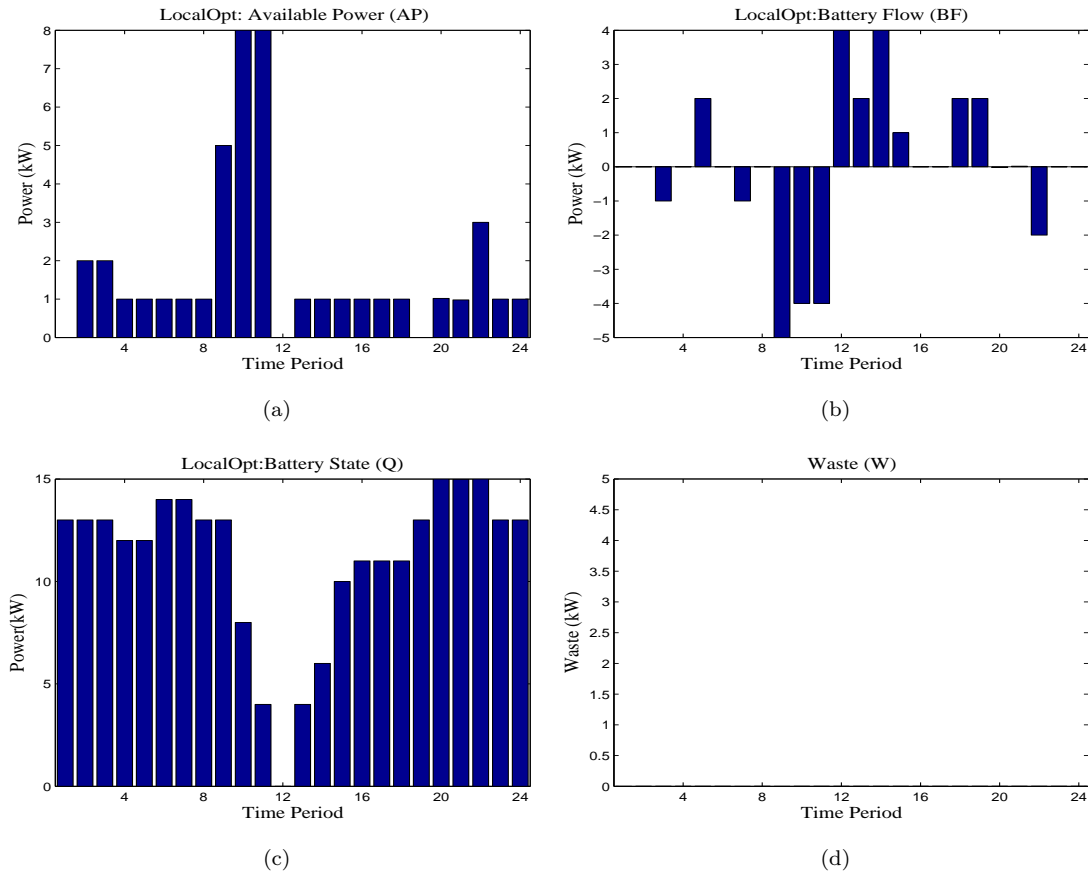 LocalOpt: Available Power (AP)
8
7
6
5
4
3
2
1
0
Power (kW)
4 8 12 16 20 24
Time Period
(a)
LocalOpt:Battery Flow (BF)
4
3
2
1
0
−1
−2
−3
−4
−5
Power (kW)
4 8 12 16 20 24
Time Period
(b)
LocalOpt:Battery State (Q)
15
10
5
0
Power(kW)
4 8 12 16 20 24
Time Period
(c)
Waste (W)
5
4.5
4
3.5
3
2.5
2
1.5
1
0.5
0
Waste (kW)
4 8 12 16 20 24
Time Period
(d)